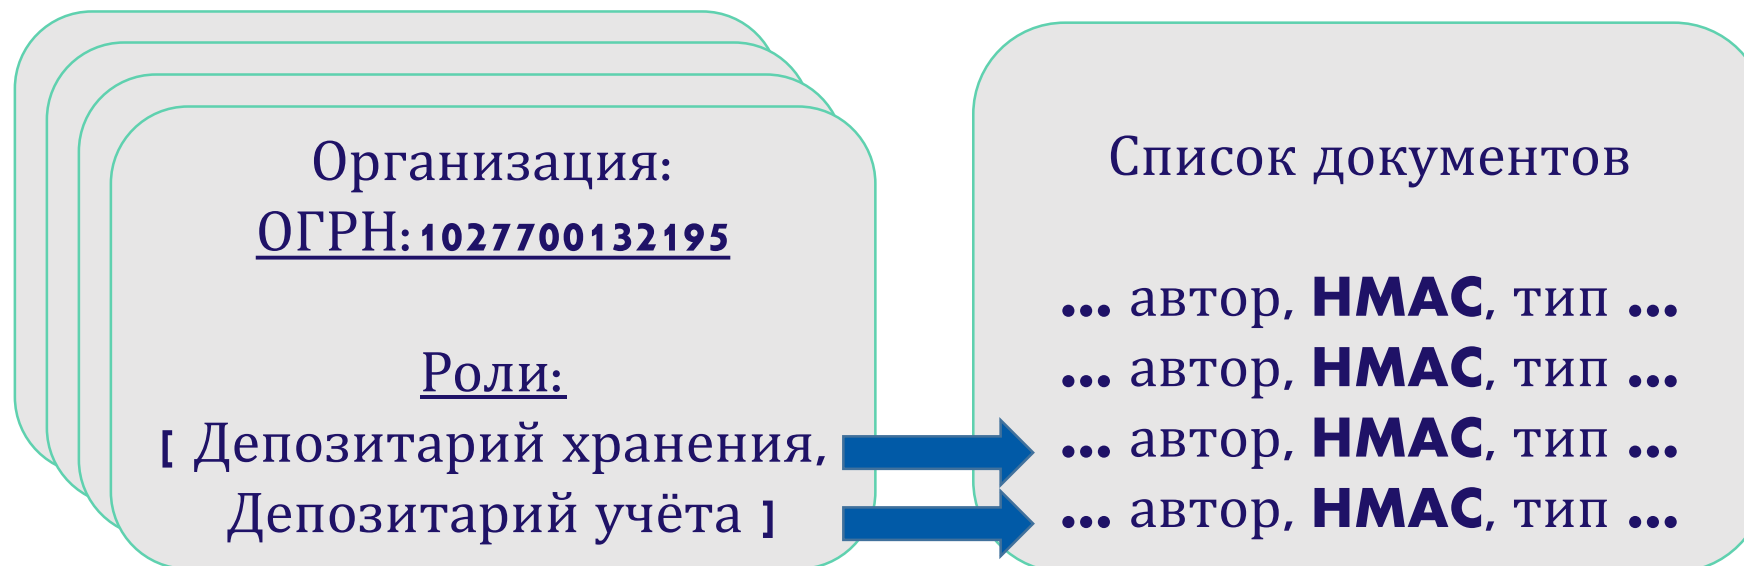 Организация:
ОГРН: 1027700132195
Роли:
[ Депозитарий хранения,
Депозитарий учёта ]
Список документов
... автор, HMAC, тип ...
... автор, HMAC, тип ...
... автор, HMAC, тип ...
... автор, HMAC, тип ...